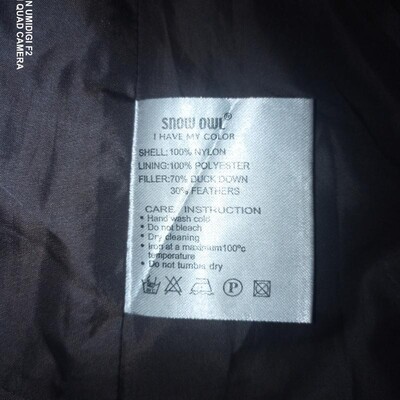 SNOW OWL®
I HAVE MY COLOR
SHELL:100% NYLON
LINING:100% POLYESTER
FILLER:70% DUCK DOWN
30% FEATHERS
CARE INSTRUCTION
* Hand wash cold
* Do not bleach
* Dry cleaning
* Iron at a maximum100°c
temperature
* Do not tumble dry
P
N UMIDIGI F2
QUAD CAMERA